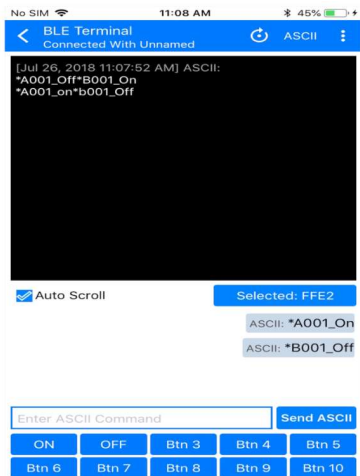 No SIM 11:08 AM 45%
BLE Terminal
Connected With Unnamed
ASCII
[Jul 26, 2018 11:07:52 AM] ASCII:
*A001_Off*B001_On
*A001_on*b001_Off
Auto Scroll
Selected: FFE2
ASCII: *A001_On
ASCII: *B001_Off
Enter ASCII Command
Send ASCII
ON OFF Btn 3 Btn 4 Btn 5
Btn 6 Btn 7 Btn 8 Btn 9 Btn 10